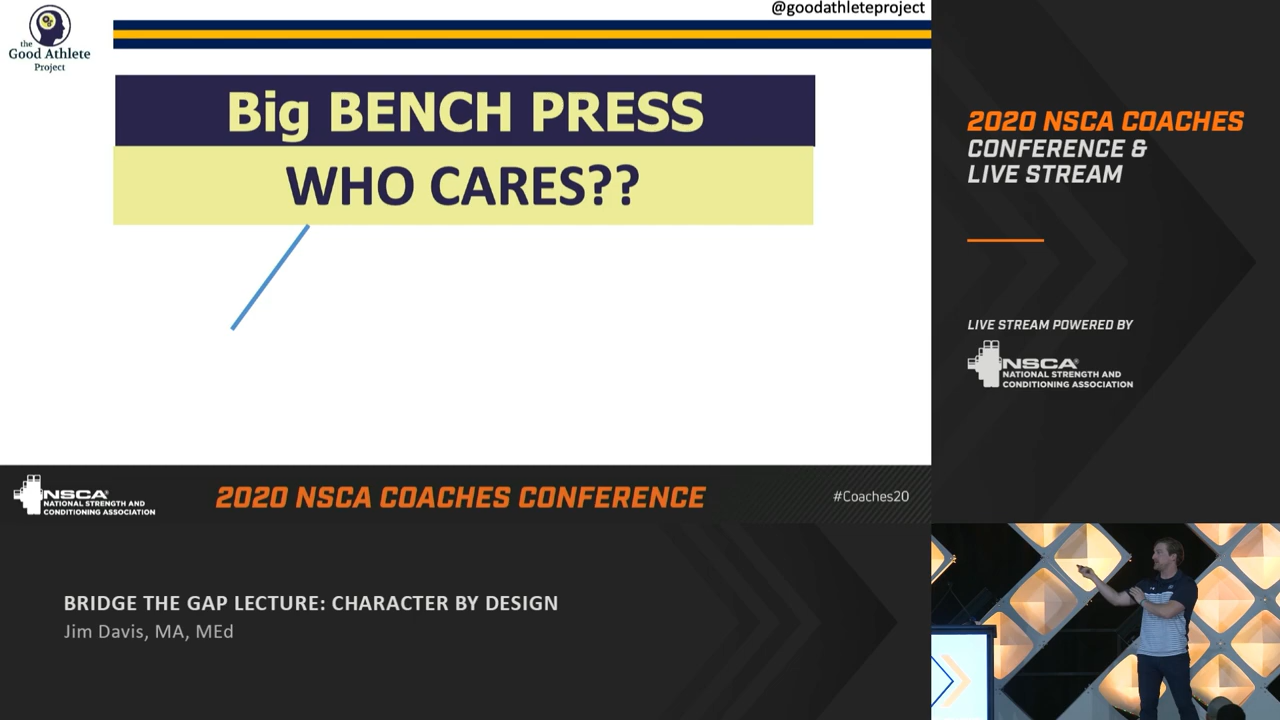 @goodathleteproject
the
Good Athlete
Project
Big BENCH PRESS
WHO CARES??
2020 NSCA COACHES
CONFERENCE &
LIVE STREAM
LIVE STREAM POWERED BY
NSCA®
NATIONAL STRENGTH AND
CONDITIONING ASSOCIATION
NSCA®
NATIONAL STRENGTH AND
CONDITIONING ASSOCIATION
2020 NSCA COACHES CONFERENCE
#Coaches20
BRIDGE THE GAP LECTURE: CHARACTER BY DESIGN
Jim Davis, MA, MEd